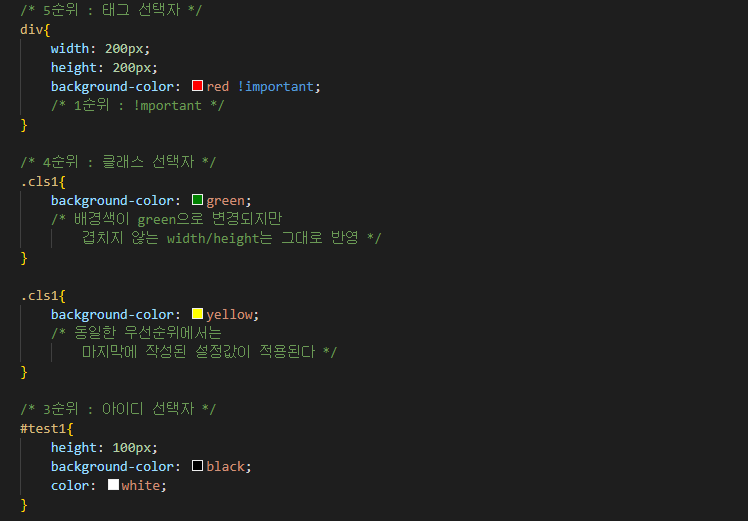 /* 5순위 : 태그 선택자 */
div{
width: 200px;
height: 200px;
background-color: red !important;
/* 1순위 : !mportant */
}
/* 4순위 : 클래스 선택자 */
.cls1{
background-color: green;
/* 배경색이 green으로 변경되지만
겹치지 않는 width/height는 그대로 반영 */
}
.cls1{
background-color: yellow;
/* 동일한 우선순위에서는
마지막에 작성된 설정값이 적용된다 */
}
/* 3순위 : 아이디 선택자 */
#test1{
height: 100px;
background-color: black;
color: white;
}